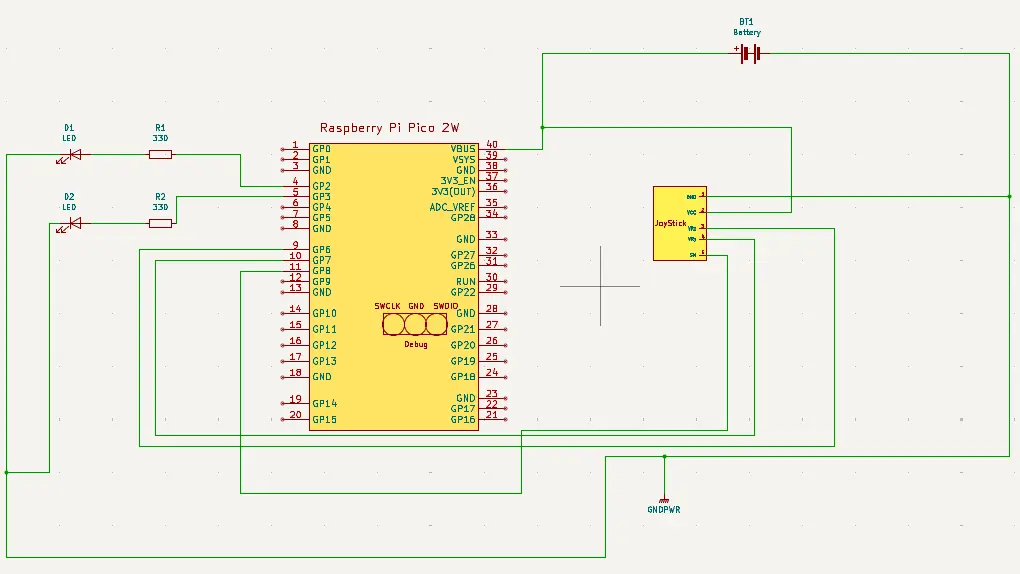 BT1
Battery
+
Raspberry Pi Pico 2W
D1
LED
R1
330
D2
LED
R2
330
1 GP0
2 GP1
3 GND
4 GP2
5 GP3
6 GP4
7 GP5
8 GND
9 GP6
10 GP7
11 GP8
12 GP9
13 GND
14 GP10
15 GP11
16 GP12
17 GP13
18 GND
19 GP14
20 GP15
VBUS 40
VSYS 39
GND 38
3V3_EN 37
3V3(OUT) 36
ADC_VREF 35
GP28 34
GND 33
GP27 32
GP26 31
RUN 30
GP22 29
GND 28
GP21 27
GP20 26
GP19 25
GP18 24
GND 23
GP17 22
GP16 21
SWCLK GND SWDIO
Debug
JoyStick
GND 1
VCC 2
VRx 3
VRy 4
SW 5
GNDPWR